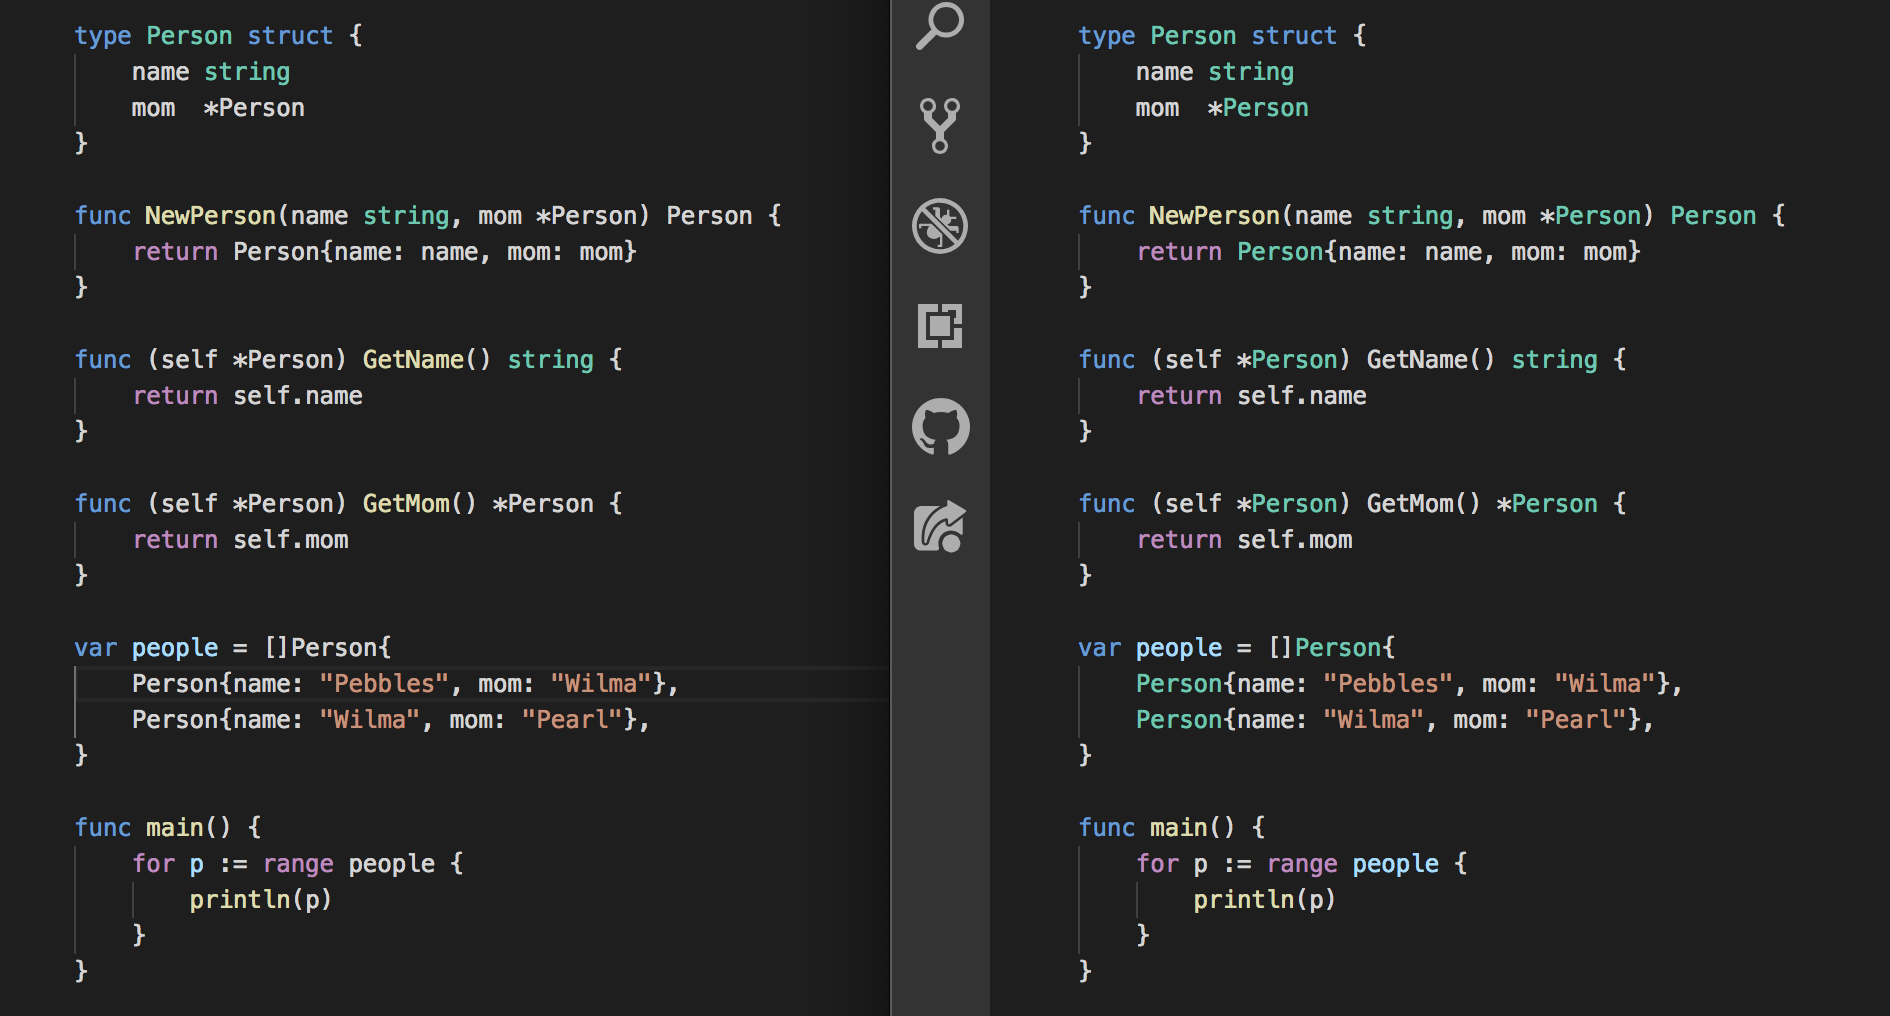 type Person struct {
    name string
    mom  *Person
}

func NewPerson(name string, mom *Person) Person {
    return Person{name: name, mom: mom}
}

func (self *Person) GetName() string {
    return self.name
}

func (self *Person) GetMom() *Person {
    return self.mom
}

var people = []Person{
    Person{name: "Pebbles", mom: "Wilma"},
    Person{name: "Wilma", mom: "Pearl"},
}

func main() {
    for p := range people {
        println(p)
    }
}

type Person struct {
    name string
    mom  *Person
}

func NewPerson(name string, mom *Person) Person {
    return Person{name: name, mom: mom}
}

func (self *Person) GetName() string {
    return self.name
}

func (self *Person) GetMom() *Person {
    return self.mom
}

var people = []Person{
    Person{name: "Pebbles", mom: "Wilma"},
    Person{name: "Wilma", mom: "Pearl"},
}

func main() {
    for p := range people {
        println(p)
    }
}